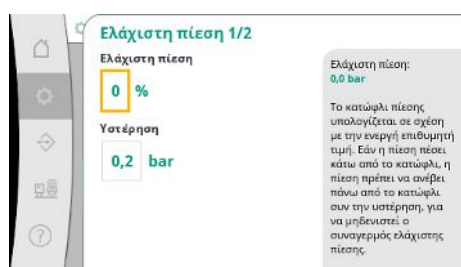 Ελάχιστη πίεση 1/2
Ελάχιστη πίεση
0 %
Υστέρηση
0,2 bar
Ελάχιστη πίεση:
0,0 bar
Το κατώφλι πίεσης
υπολογίζεται σε σχέση
με την ενεργή επιθυμητή
τιμή. Εάν η πίεση πέσει
κάτω από το κατώφλι, η
πίεση πρέπει να ανέβει
πάνω από το κατώφλι
συν την υστέρηση, για
να μηδενιστεί ο
συναγερμός ελάχιστης
πίεσης.